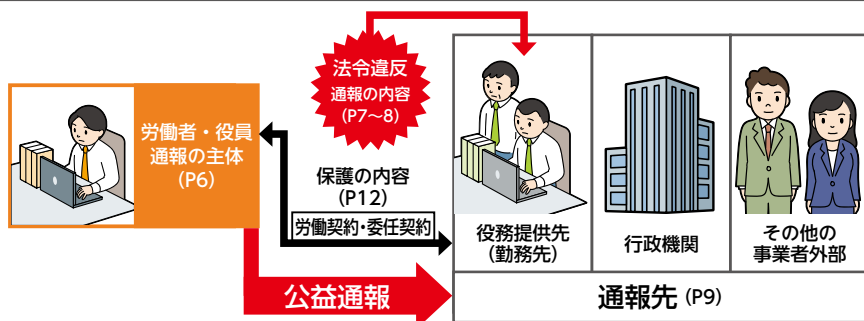 法令違反
通報の内容
(P7~8)
労働者・役員
通報の主体
(P6)
保護の内容
(P12)
労働契約・委任契約
役務提供先
(勤務先)
行政機関
その他の
事業者外部
公益通報
通報先 (P9)